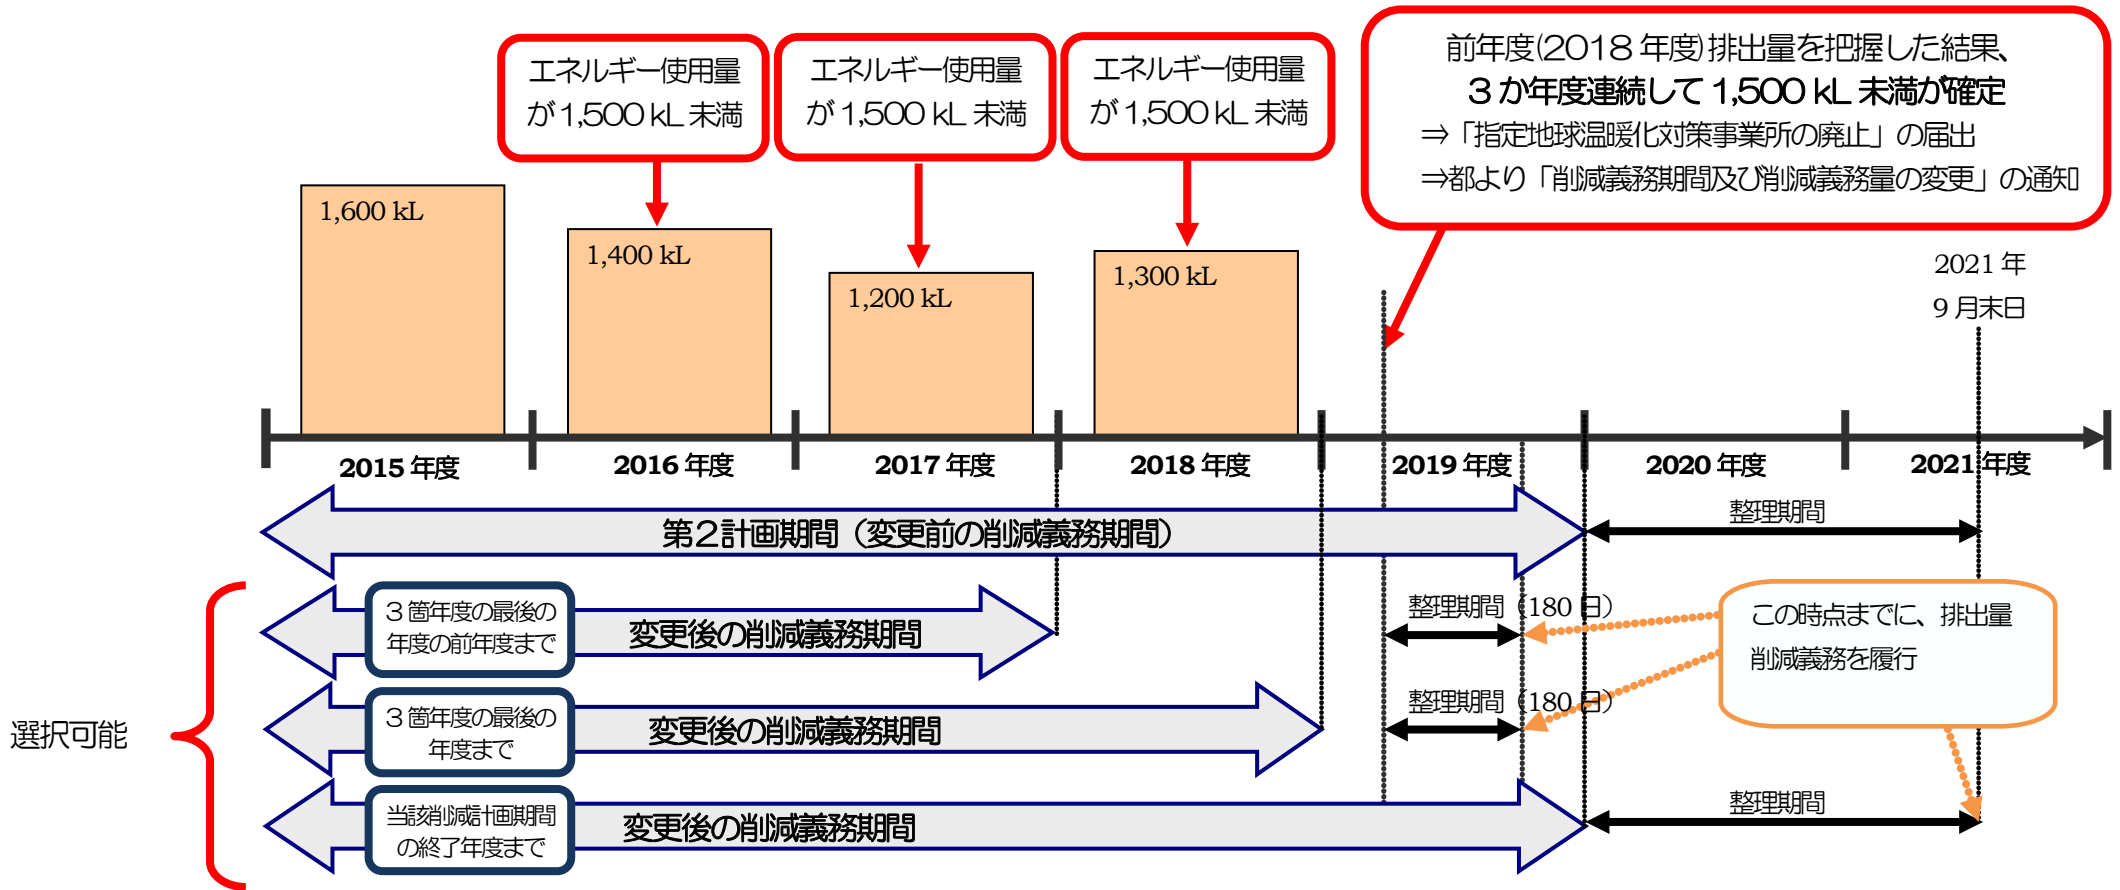 エネルギー使用量
が1,500 kL 未満
エネルギー使用量
が1,500 kL 未満
エネルギー使用量
が1,500 kL 未満
前年度(2018 年度)排出量を把握した結果、
3 か年度連続して 1,500 kL 未満が確定
⇒「指定地球温暖化対策事業所の廃止」の届出
⇒都より「削減義務期間及び削減義務量の変更」の通知
1,600 kL
1,400 kL
1,200 kL
1,300 kL
2021 年
9 月末日
2015 年度
2016 年度
2017 年度
2018 年度
2019 年度
2020 年度
2021 年度
第2計画期間（変更前の削減義務期間）
整理期間
選択可能
3 箇年度の最後の
年度の前年度まで
変更後の削減義務期間
整理期間（180 日）
3 箇年度の最後の
年度まで
変更後の削減義務期間
整理期間（180 日）
当該削減計画期間
の終了年度まで
変更後の削減義務期間
整理期間
この時点までに、排出量
削減義務を履行